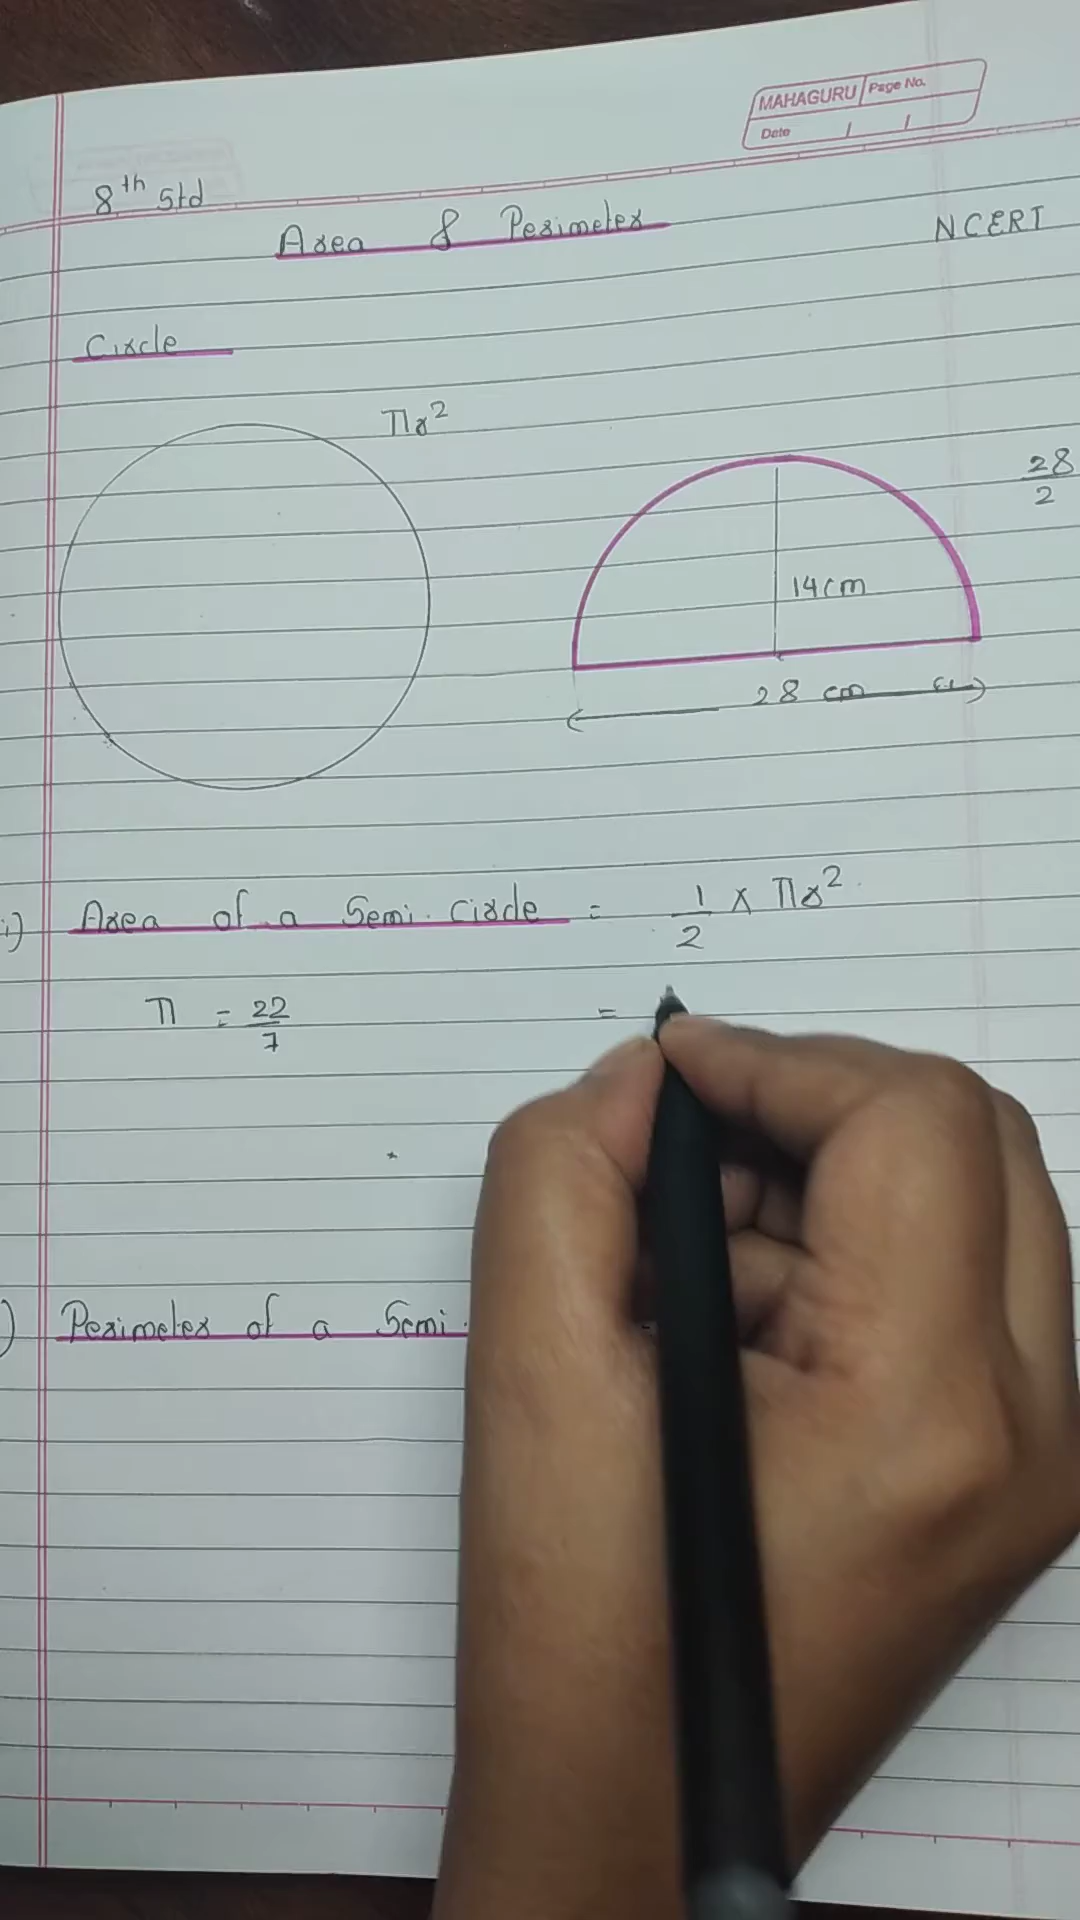 MAHAGURU Page No.
Date / /
8th Std
Area & Perimeter
NCERT
Circle
πr²
28/2
14cm
28 cm
i) Area of a Semi. Circle = 1/2 × πr²
π = 22/7 =
) Perimeter of a Semi.